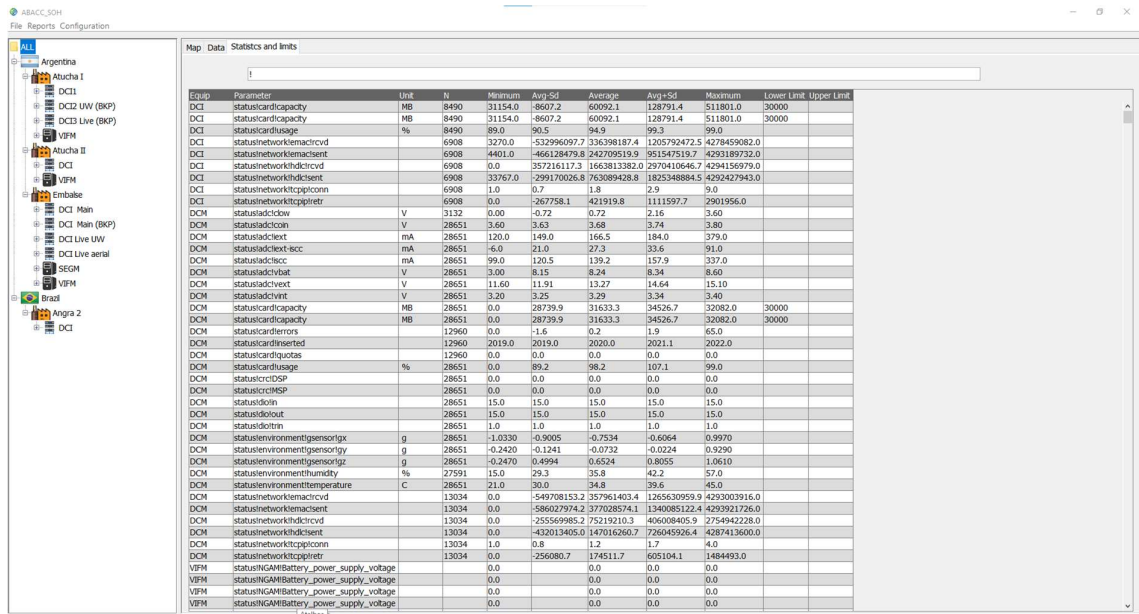 ABACC_SOH
File Reports Configuration
ALL
Argentina
Atucha I
DCI1
DCI2 UW (BKP)
DCI3 Live (BKP)
VIFM
Atucha II
DCI
VIFM
Embalse
DCI Main
DCI Main (BKP)
DCI Live UW
DCI Live aerial
SEGM
VIFM
Brazil
Angra 2
DCI
Map Data Statistcs and limits
!
Equip Parameter Unit N Minimum Avg-Sd Average Avg+Sd Maximum Lower Limit Upper Limit
DCI status!card!capacity MB 8490 31154.0 -8607.2 60092.1 128791.4 511801.0 30000
DCI status!card!capacity MB 8490 31154.0 -8607.2 60092.1 128791.4 511801.0 30000
DCI status!card!usage % 8490 89.0 90.5 94.9 99.3 99.0
DCI status!network!emac!rcvd 6908 3270.0 -532996097.7 336398187.4 1205792472.5 4278459082.0
DCI status!network!emac!sent 6908 4401.0 -466128479.8 242709519.9 951547519.7 4293189732.0
DCI status!network!hdlc!rcvd 6908 0.0 357216117.3 1663813382.0 2970410646.7 4294156979.0
DCI status!network!hdlc!sent 6908 33767.0 -299170026.8 763089428.8 1825348884.5 4292427943.0
DCI status!network!tcpip!conn 6908 1.0 0.7 1.8 2.9 9.0
DCI status!network!tcpip!retr 6908 0.0 -267758.1 421919.8 1111597.7 2901956.0
DCM status!adc!clow V 3132 0.00 -0.72 0.72 2.16 3.60
DCM status!adc!coin V 28651 3.60 3.63 3.68 3.74 3.80
DCM status!adc!iext mA 28651 120.0 149.0 166.5 184.0 379.0
DCM status!adc!iext-iscc mA 28651 -6.0 21.0 27.3 33.6 91.0
DCM status!adc!iscc mA 28651 99.0 120.5 139.2 157.9 337.0
DCM status!adc!vbat V 28651 3.00 8.15 8.24 8.34 8.60
DCM status!adc!vext V 28651 11.60 11.91 13.27 14.64 15.10
DCM status!adc!vint V 28651 3.20 3.25 3.29 3.34 3.40
DCM status!card!capacity MB 28651 0.0 28739.9 31633.3 34526.7 32082.0 30000
DCM status!card!capacity MB 28651 0.0 28739.9 31633.3 34526.7 32082.0 30000
DCM status!card!errors 12960 0.0 -1.6 0.2 1.9 65.0
DCM status!card!inserted 12960 2019.0 2019.0 2020.0 2021.1 2022.0
DCM status!card!quotas 12960 0.0 0.0 0.0 0.0 0.0
DCM status!card!usage % 28651 0.0 89.2 98.2 107.1 99.0
DCM status!crc!DSP 28651 0.0 0.0 0.0 0.0 0.0
DCM status!crc!MSP 28651 0.0 0.0 0.0 0.0 0.0
DCM status!dio!in 28651 15.0 15.0 15.0 15.0 15.0
DCM status!dio!out 28651 15.0 15.0 15.0 15.0 15.0
DCM status!dio!trin 28651 1.0 1.0 1.0 1.0 1.0
DCM status!environment!gsensor!gx g 28651 -1.0330 -0.9005 -0.7534 -0.6064 0.9970
DCM status!environment!gsensor!gy g 28651 -0.2420 -0.1241 -0.0732 -0.0224 0.9290
DCM status!environment!gsensor!gz g 28651 -0.2470 0.4994 0.6524 0.8055 1.0610
DCM status!environment!humidity % 27591 15.0 29.3 35.8 42.2 57.0
DCM status!environment!temperature C 28651 21.0 30.0 34.8 39.6 45.0
DCM status!network!emac!rcvd 13034 0.0 -549708153.2 357961403.4 1265630959.9 4293003916.0
DCM status!network!emac!sent 13034 0.0 -586027974.2 377028574.1 1340085122.4 4293921726.0
DCM status!network!hdlc!rcvd 13034 0.0 -255569985.2 75219210.3 406008405.9 2754942228.0
DCM status!network!hdlc!sent 13034 0.0 -432013405.0 147016260.7 726045926.4 4287413600.0
DCM status!network!tcpip!conn 13034 1.0 0.8 1.2 1.7 4.0
DCM status!network!tcpip!retr 13034 0.0 -256080.7 174511.7 605104.1 1484493.0
VIFM status!NGAM!Battery_power_supply_voltage 0.0 0.0 0.0 0.0
VIFM status!NGAM!Battery_power_supply_voltage 0.0 0.0 0.0 0.0
VIFM status!NGAM!Battery_power_supply_voltage 0.0 0.0 0.0 0.0